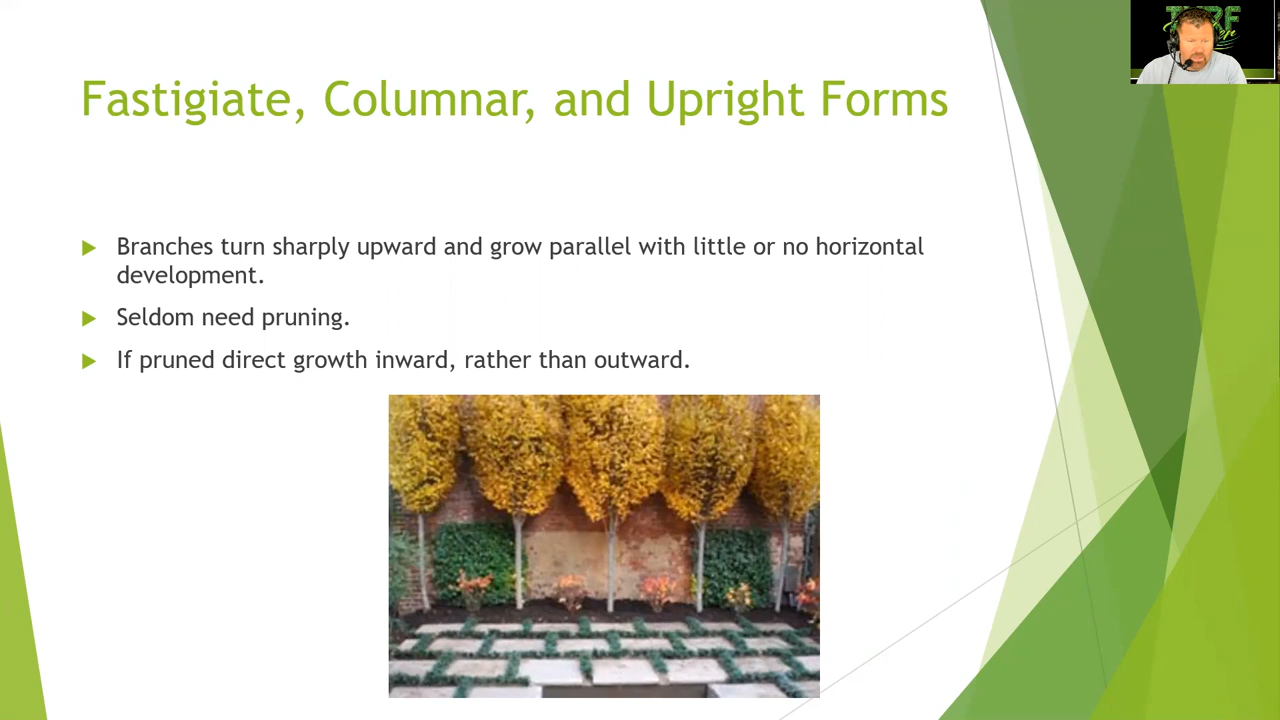 TURF
Fastigiate, Columnar, and Upright Forms
Branches turn sharply upward and grow parallel with little or no horizontal
development.
Seldom need pruning.
If pruned direct growth inward, rather than outward.